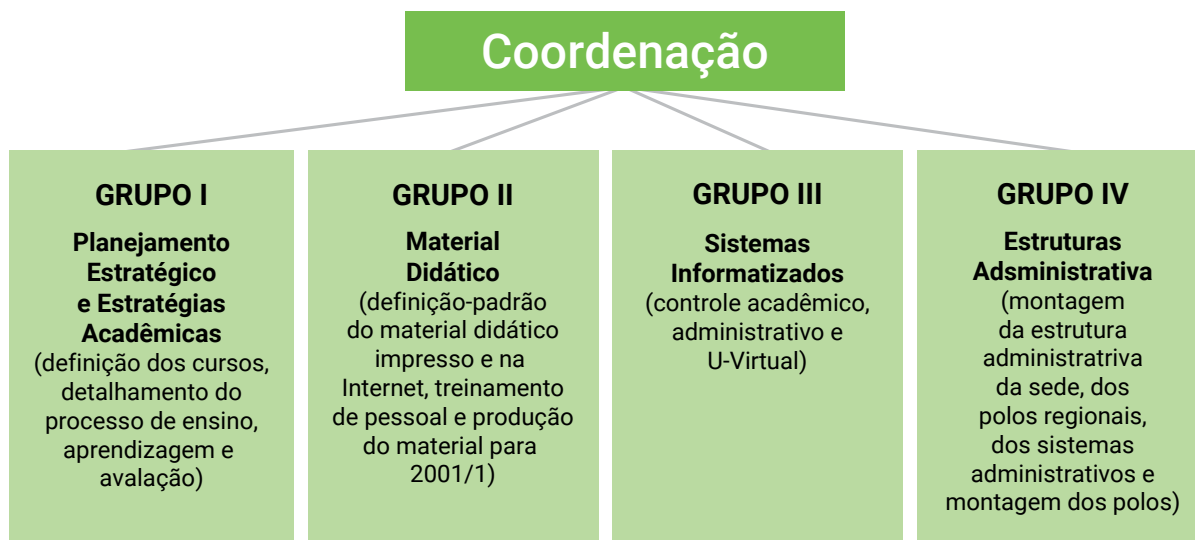 Coordenação
GRUPO I
Planejamento
Estratégico
e Estratégias
Acadêmicas
(definição dos cursos,
detalhamento do
processo de ensino,
aprendizagem e
avalação)
GRUPO II
Material
Didático
(definição-padrão
do material didático
impresso e na
Internet, treinamento
de pessoal e produção
do material para
2001/1)
GRUPO III
Sistemas
Informatizados
(controle acadêmico,
administrativo e
U-Virtual)
GRUPO IV
Estruturas
Adsministrativa
(montagem
da estrutura
administratriva
da sede, dos
polos regionais,
dos sistemas
administrativos e
montagem dos polos)